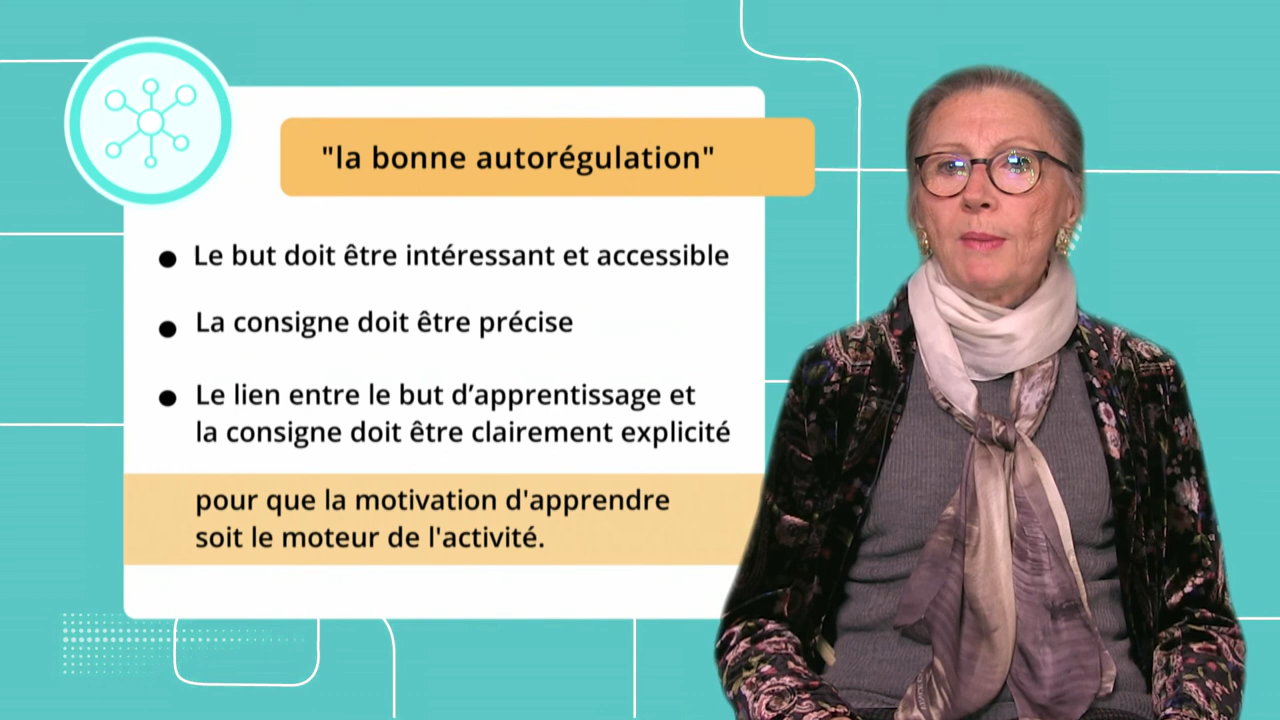 "la bonne autorégulation"
● Le but doit être intéressant et accessible
● La consigne doit être précise
● Le lien entre le but d’apprentissage et
la consigne doit être clairement explicité
pour que la motivation d'apprendre
soit le moteur de l'activité.